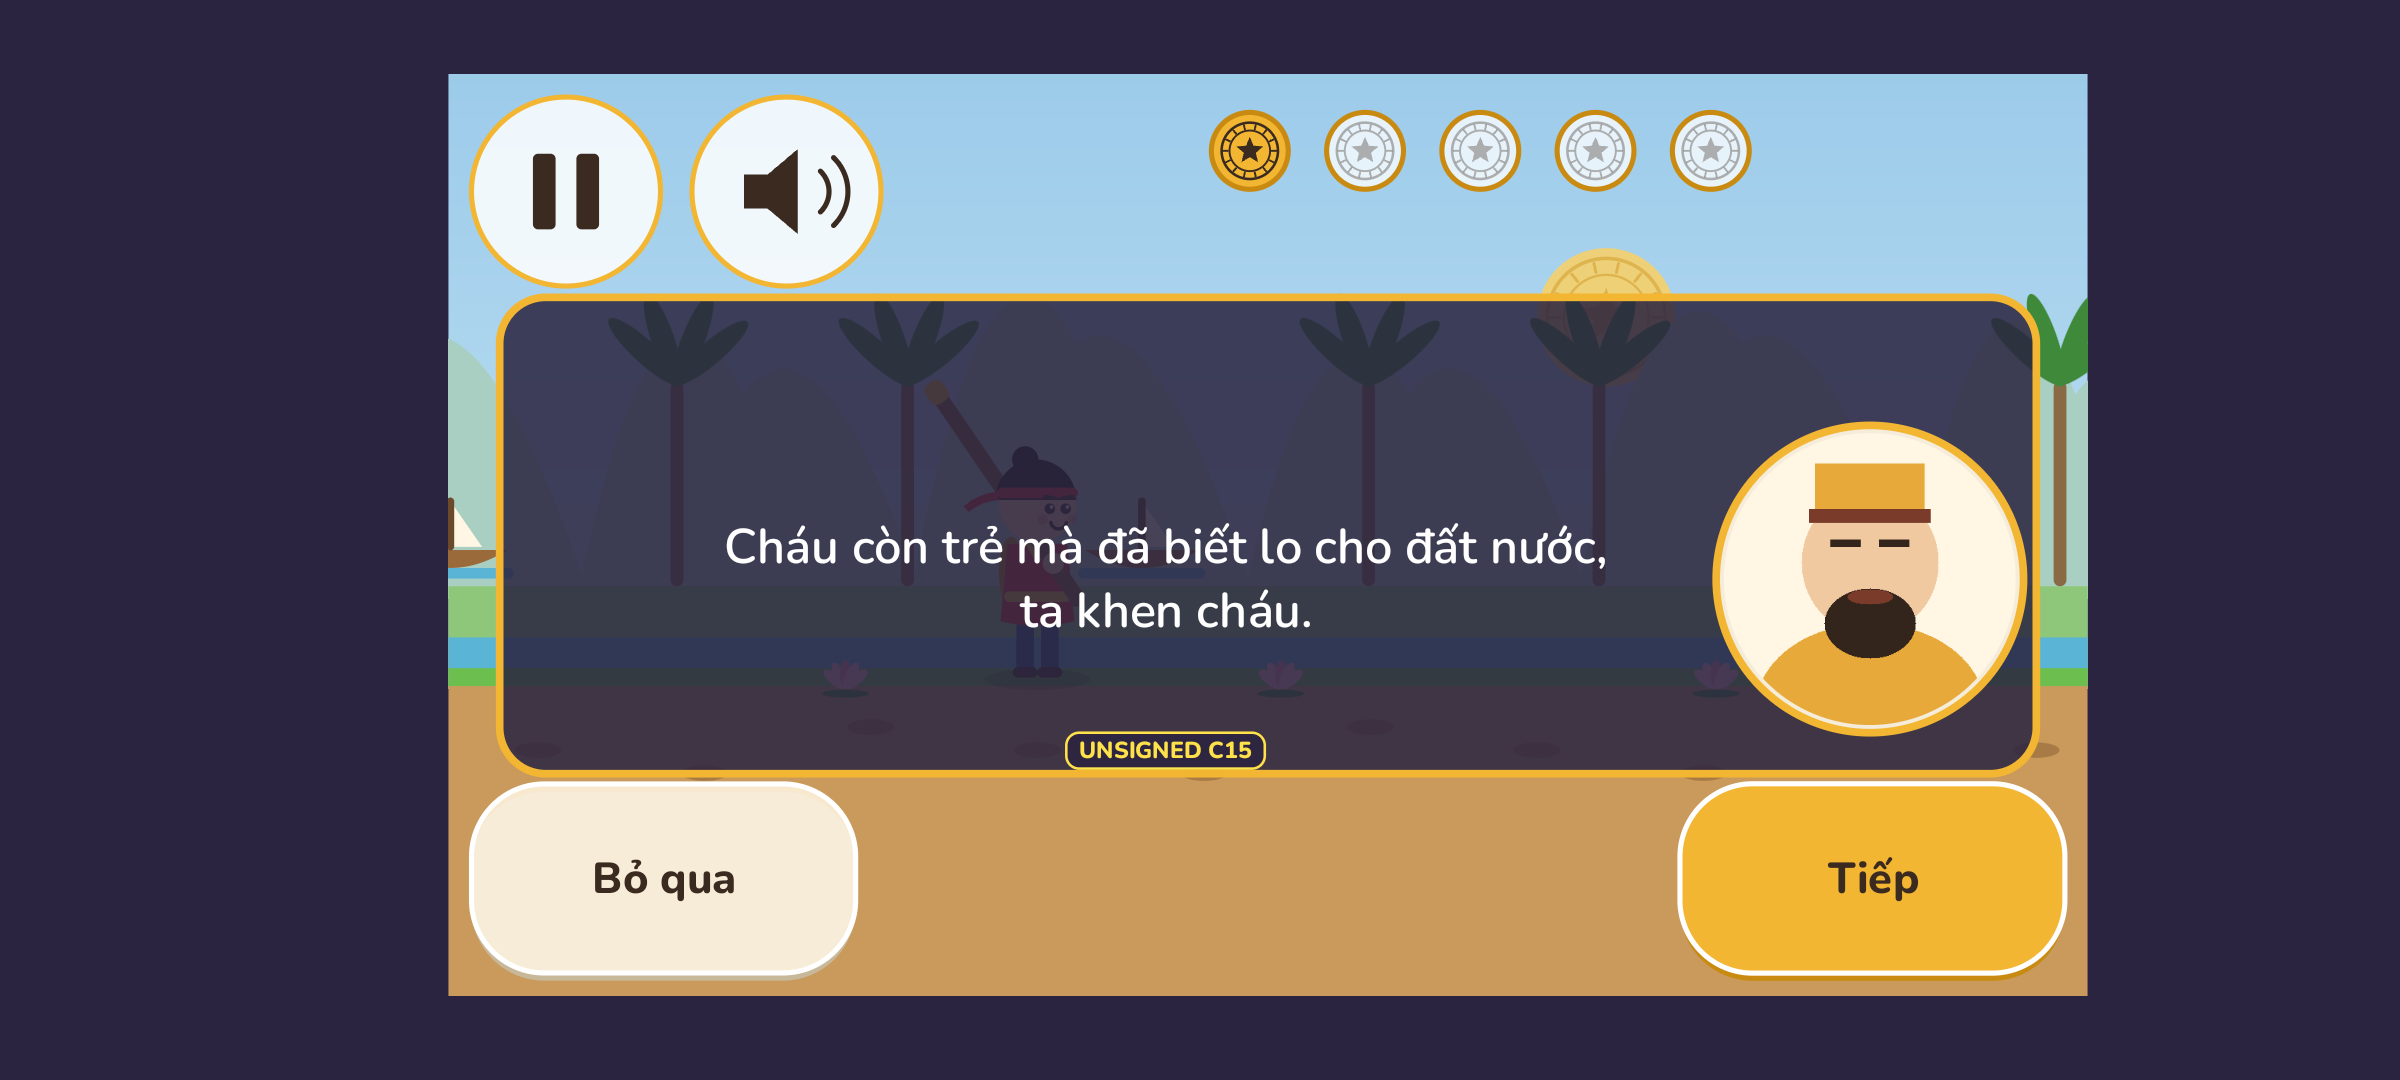 Cháu còn trẻ mà đã biết lo cho đất nước,
ta khen cháu.
UNSIGNED C15
Bỏ qua
Tiếp